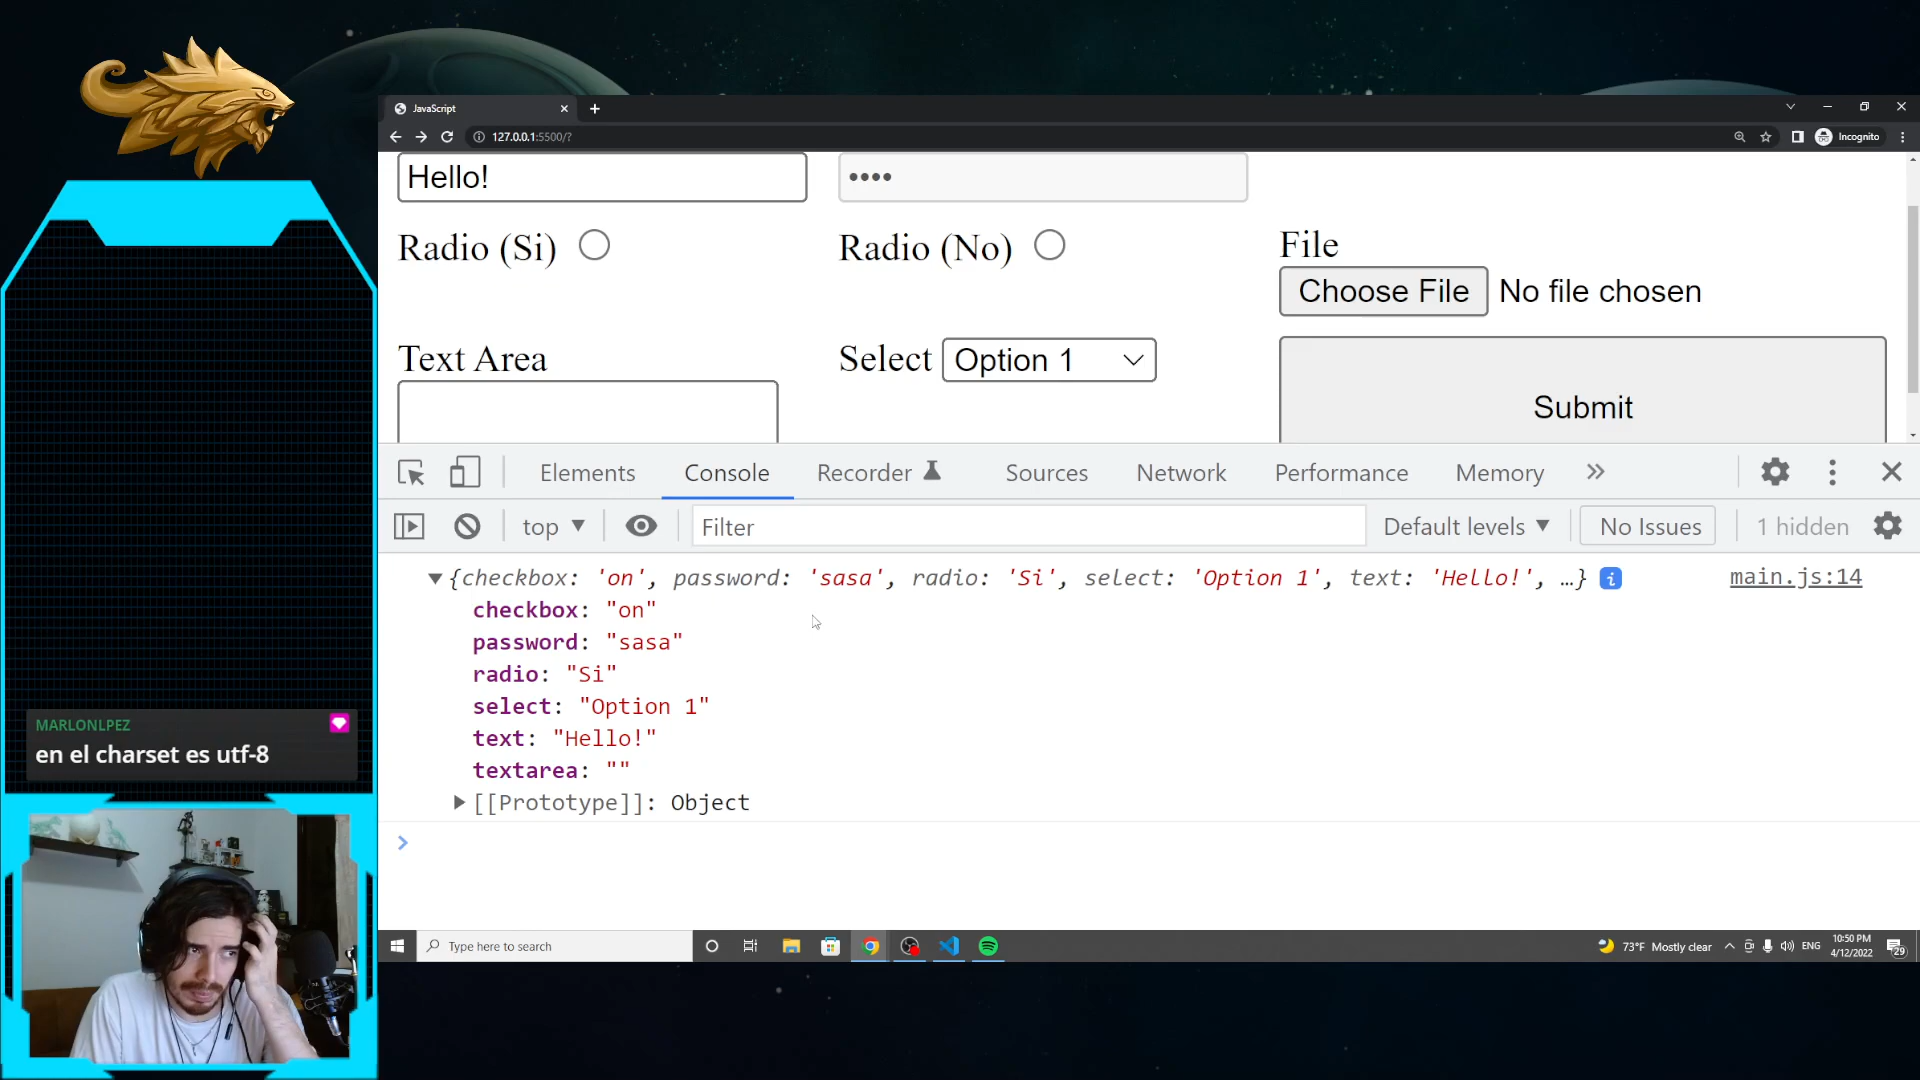 JavaScript
127.0.0.1:5500/?
Incognito
Hello!
••••
Radio (Si)
Radio (No)
File
Choose File No file chosen
Text Area
Select Option 1
Submit
Elements Console Recorder Sources Network Performance Memory
top Filter Default levels No Issues 1 hidden
{checkbox: 'on', password: 'sasa', radio: 'Si', select: 'Option 1', text: 'Hello!', …} main.js:14
checkbox: "on"
password: "sasa"
radio: "Si"
select: "Option 1"
text: "Hello!"
textarea: ""
[[Prototype]]: Object
MARLONLPEZ
en el charset es utf-8
Type here to search
73°F Mostly clear
ENG
10:50 PM
4/12/2022
29